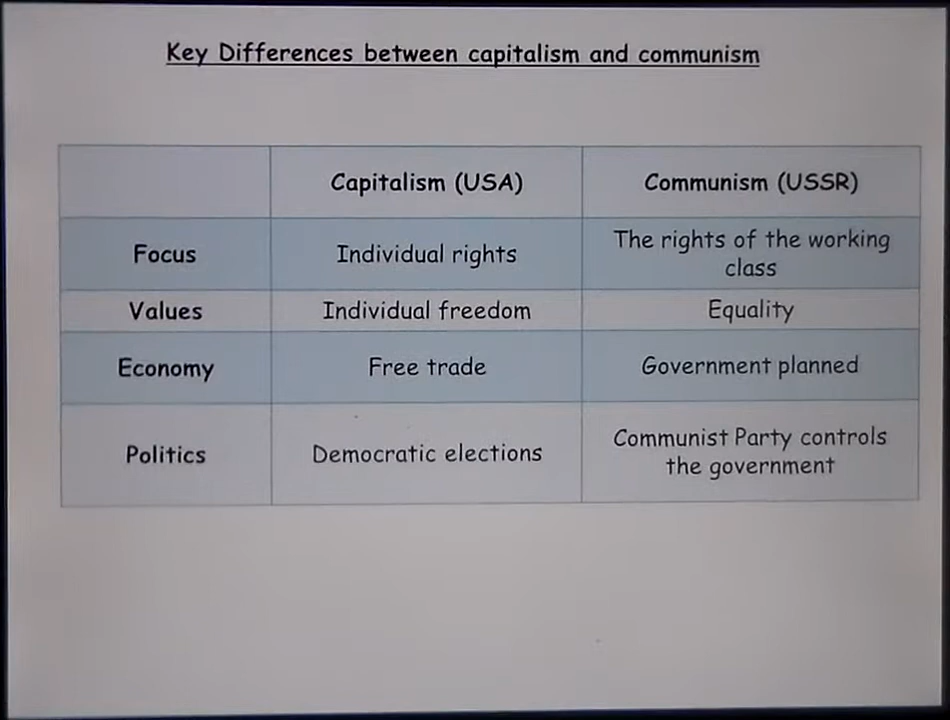 Key Differences between capitalism and communism
Capitalism (USA)
Communism (USSR)
Focus
Individual rights
The rights of the working
class
Values
Individual freedom
Equality
Economy
Free trade
Government planned
Politics
Democratic elections
Communist Party controls
the government